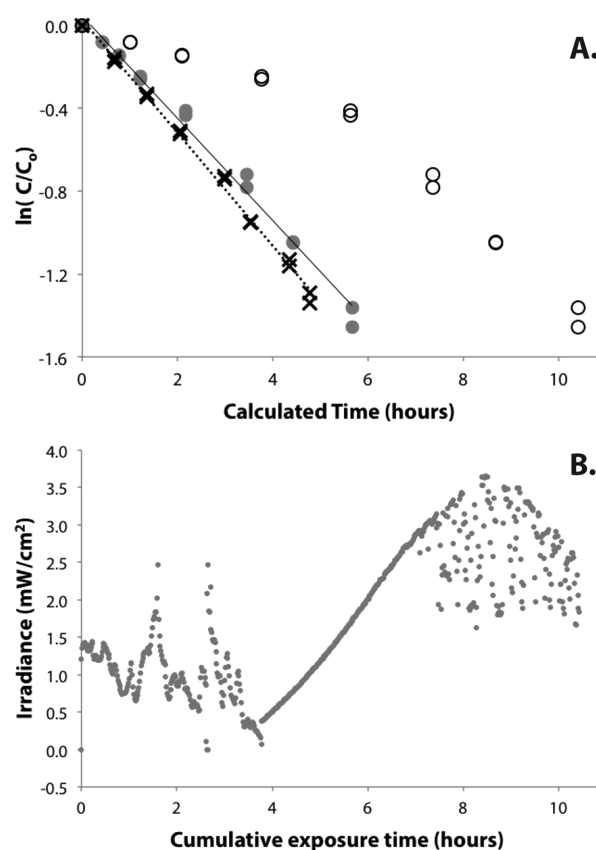 A.
0.0
-0.4
-0.8
-1.2
-1.6
ln( C/Co)
0 2 4 6 8 10
Calculated Time (hours)
B.
4.0
3.5
3.0
2.5
2.0
1.5
1.0
0.5
0.0
-0.5
Irradiance (mW/cm²)
0 2 4 6 8 10
Cumulative exposure time (hours)